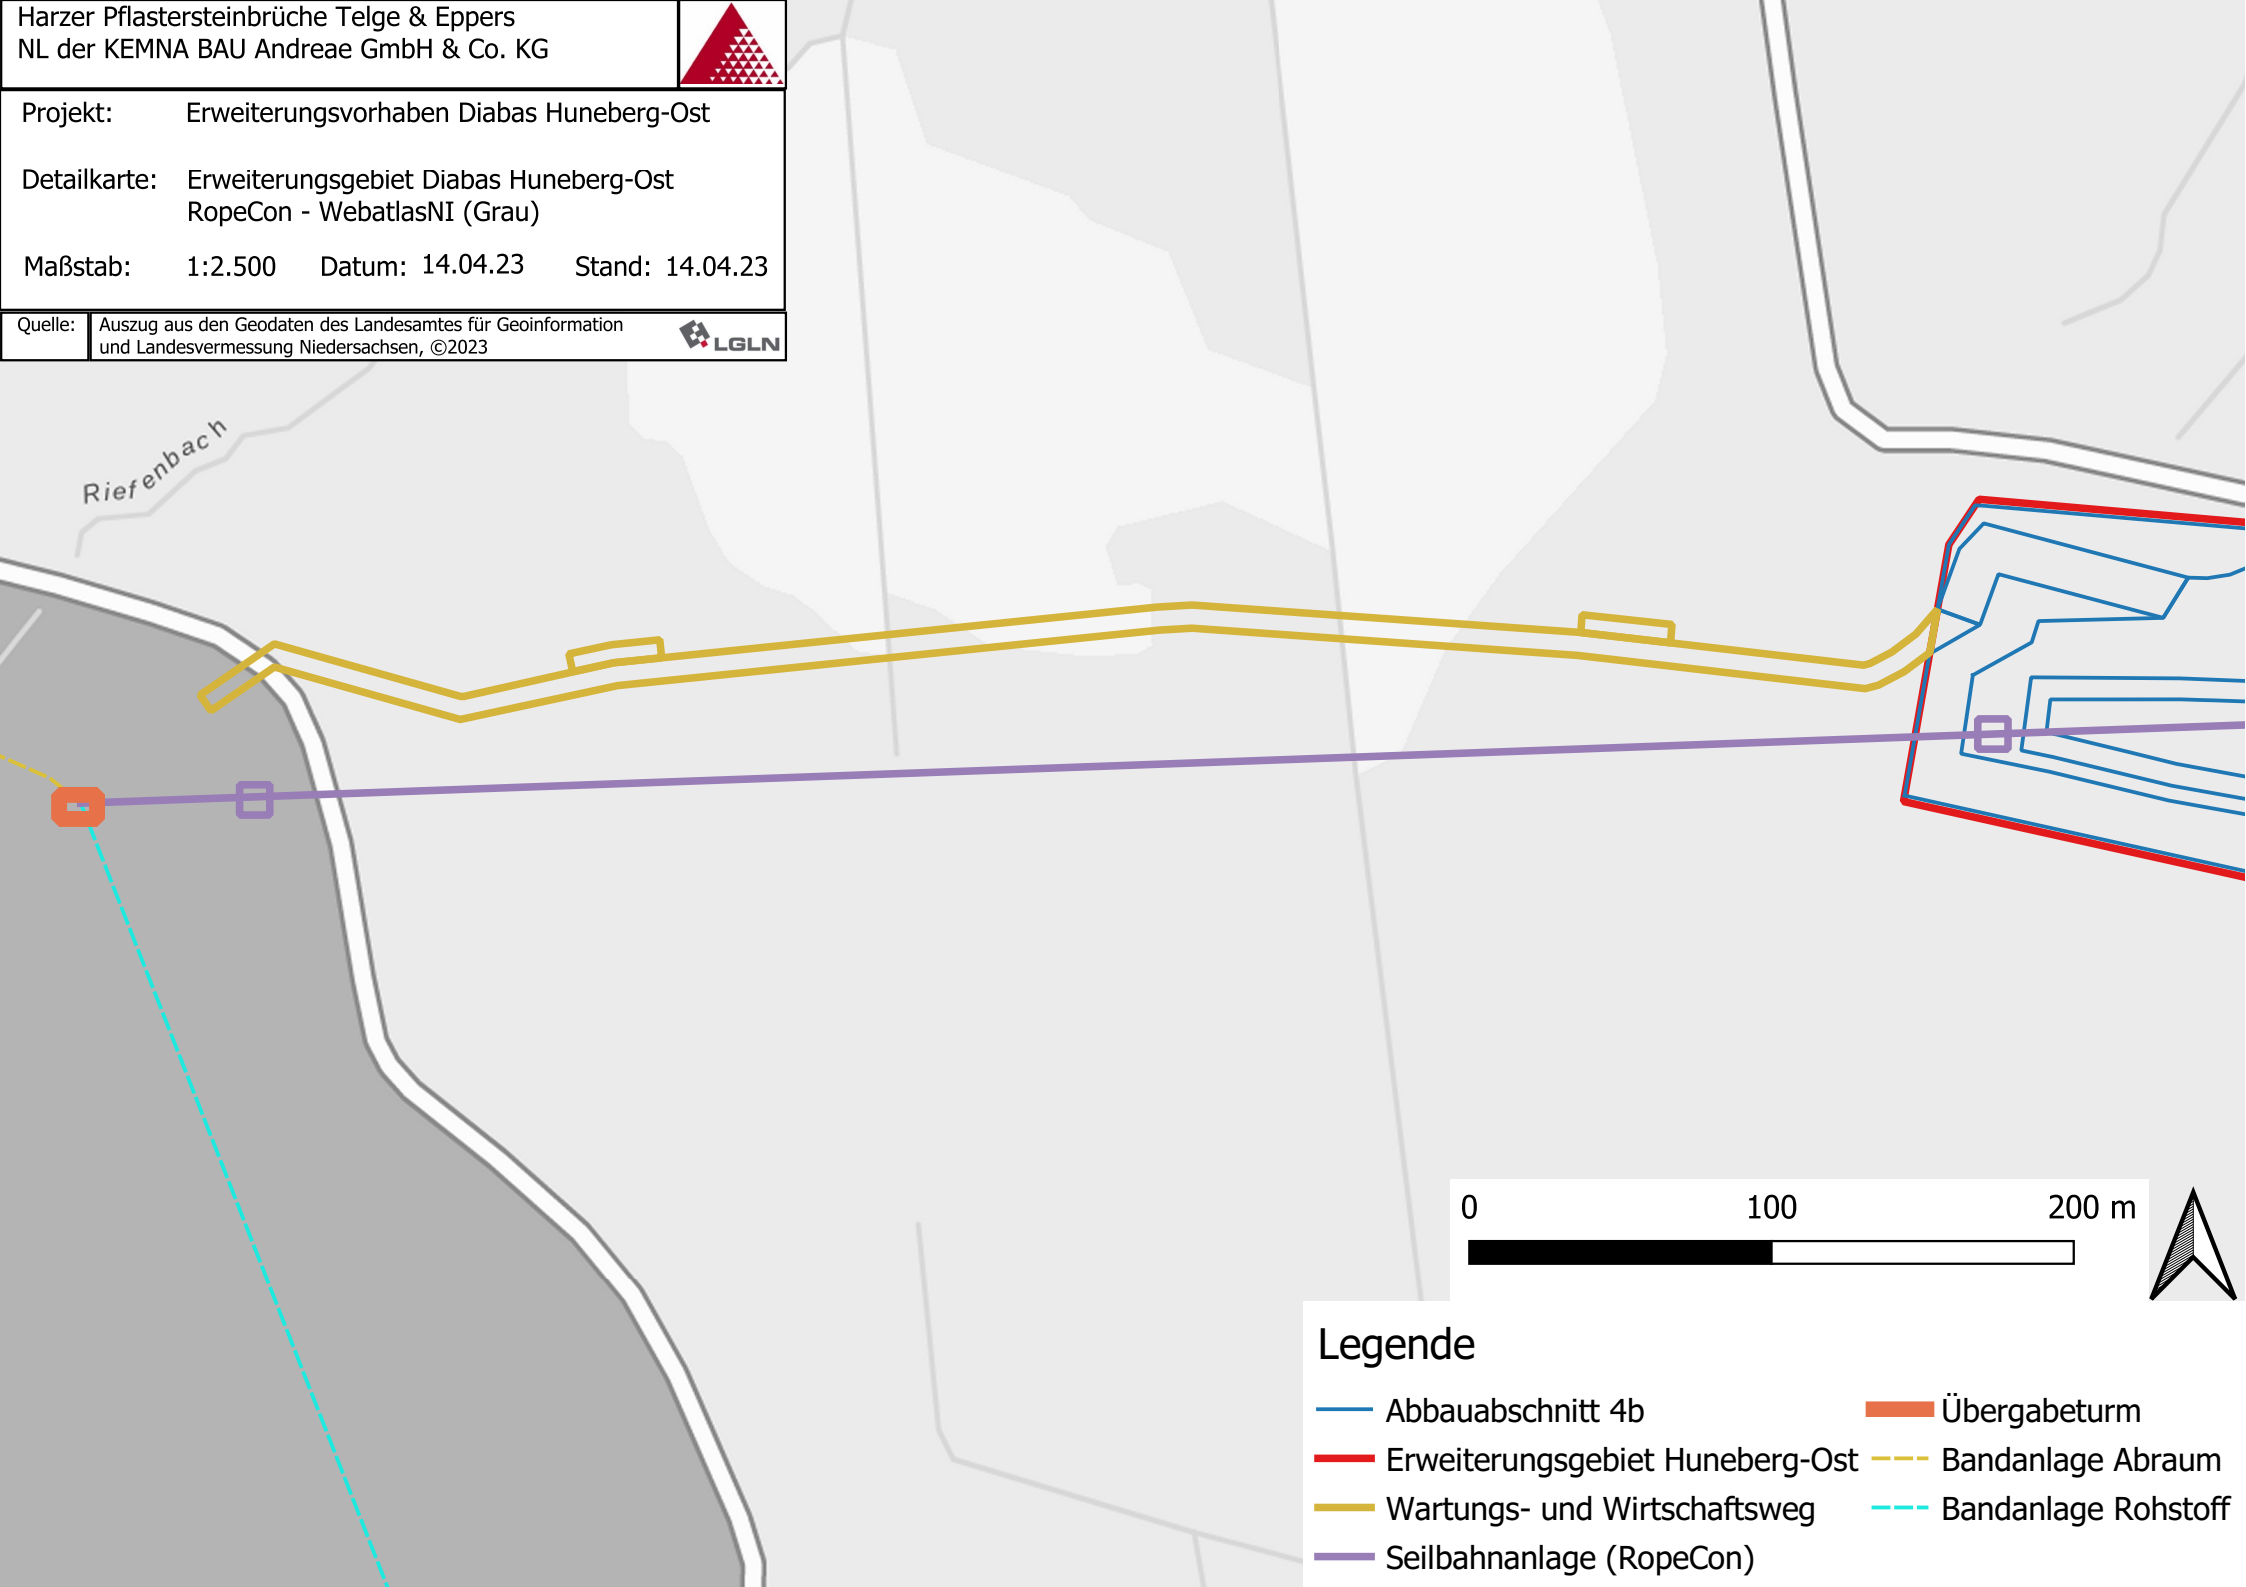 Harzer Pflastersteinbrüche Telge & Eppers
NL der KEMNA BAU Andreae GmbH & Co. KG
Projekt: Erweiterungsvorhaben Diabas Huneberg-Ost
Detailkarte: Erweiterungsgebiet Diabas Huneberg-Ost
RopeCon - WebatlasNI (Grau)
Maßstab: 1:2.500 Datum: 14.04.23 Stand: 14.04.23
Quelle: Auszug aus den Geodaten des Landesamtes für Geoinformation
und Landesvermessung Niedersachsen, ©2023
LGLN
Riefenbach
0 100 200 m
Legende
Abbauabschnitt 4b
Erweiterungsgebiet Huneberg-Ost
Wartungs- und Wirtschaftsweg
Seilbahnanlage (RopeCon)
Übergabeturm
Bandanlage Abraum
Bandanlage Rohstoff